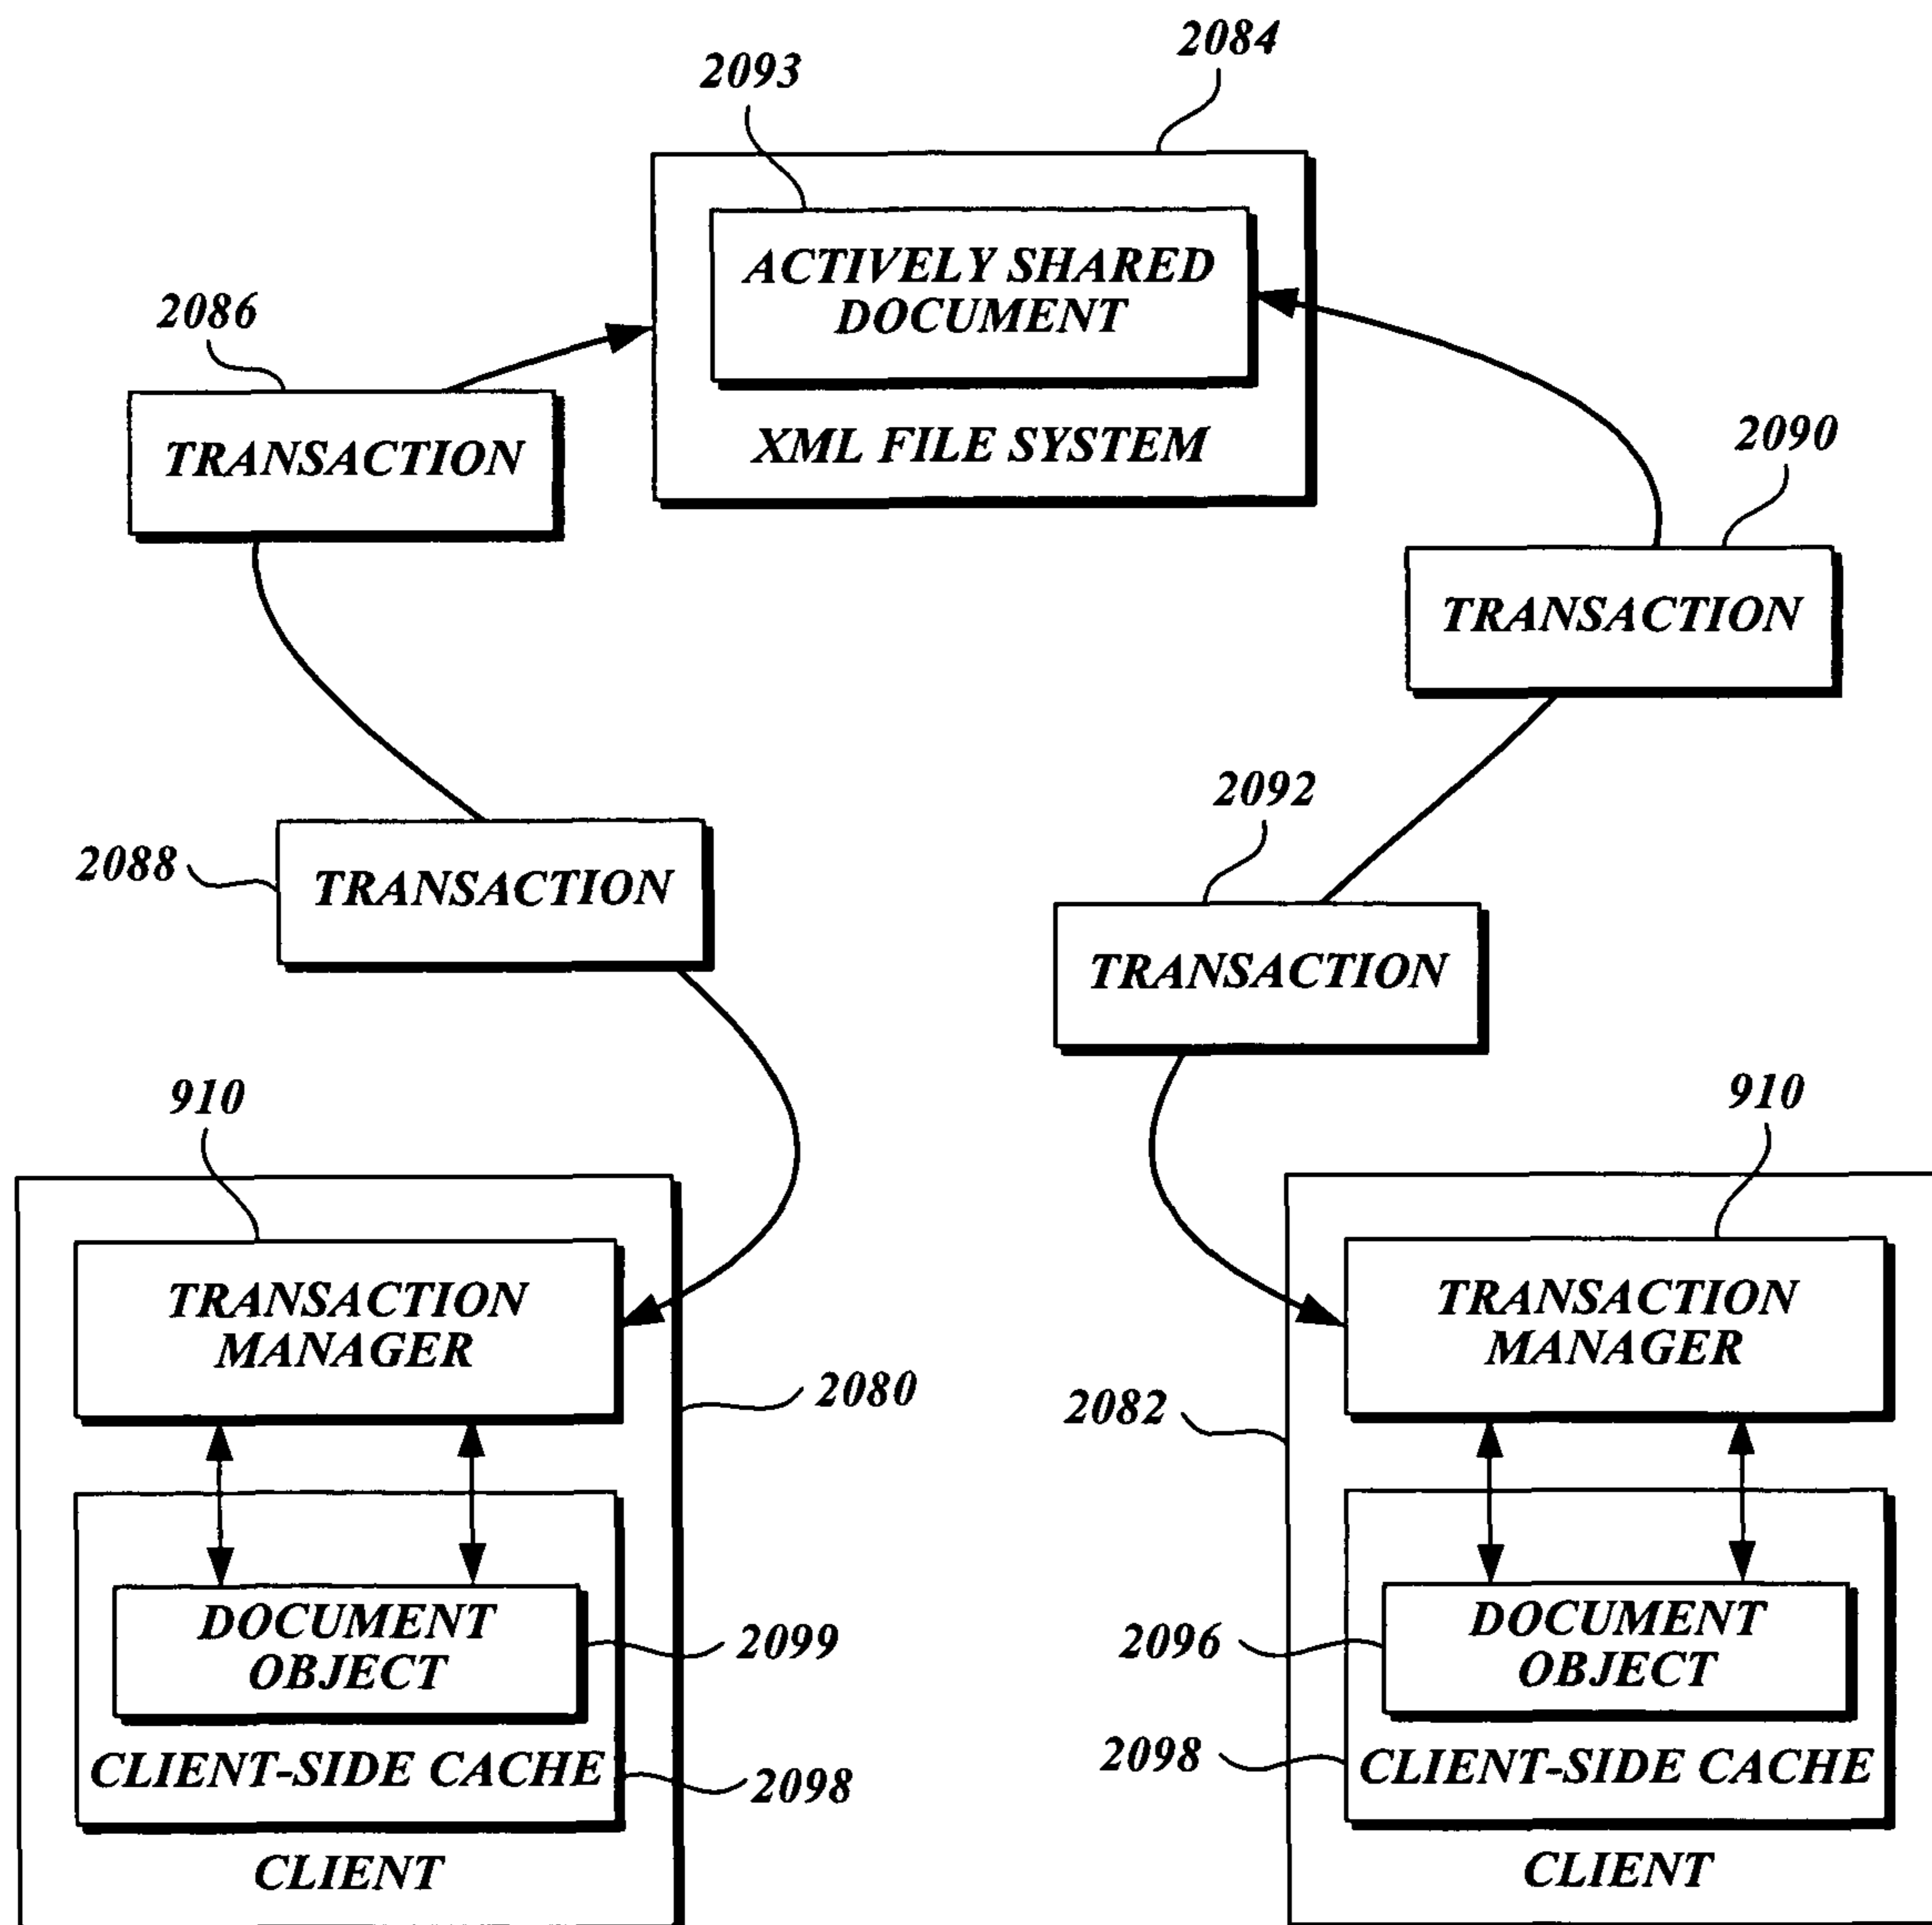 2084
2093
ACTIVELY SHARED
DOCUMENT
XML FILE SYSTEM
2086
TRANSACTION
2090
TRANSACTION
2088
TRANSACTION
2092
TRANSACTION
910
TRANSACTION
MANAGER
2080
DOCUMENT
OBJECT
2099
CLIENT-SIDE CACHE
2098
CLIENT
910
TRANSACTION
MANAGER
2082
DOCUMENT
OBJECT
2096
CLIENT-SIDE CACHE
2098
CLIENT